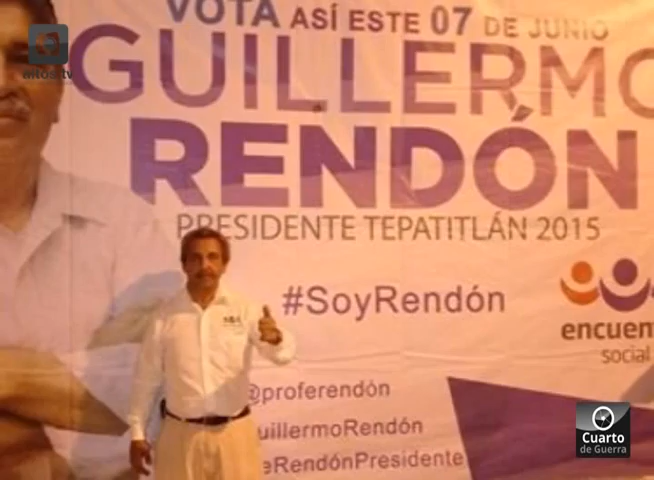 VOTA ASÍ ESTE 07 DE JUNIO
altos tv
GUILLERMO
RENDÓN
PRESIDENTE TEPATITLÁN 2015
#SoyRendón
encuen
social
@proferendón
uillermoRendón
eRendónPresidente
Cuarto
de Guerra